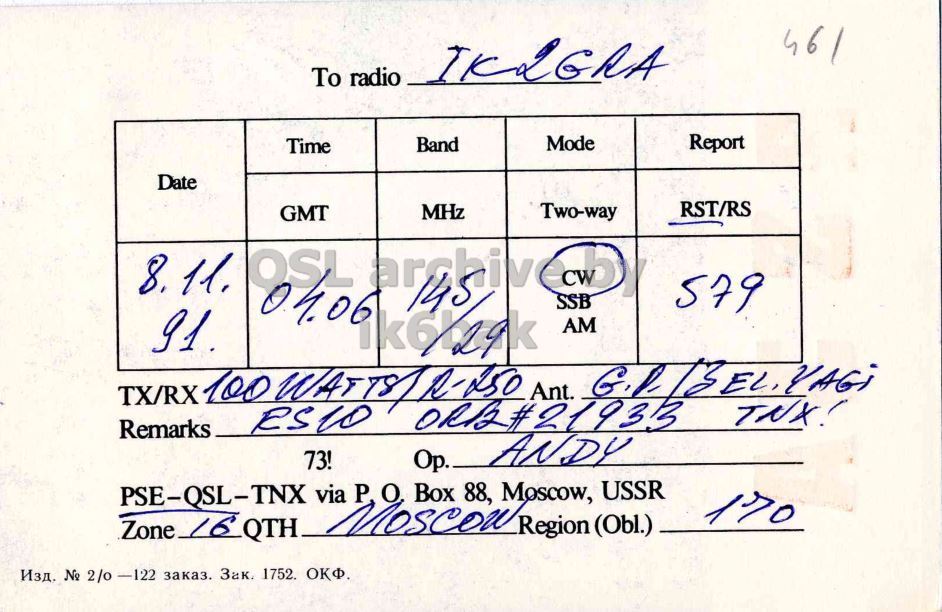 461
To radio IK2GRA
Date Time Band Mode Report
GMT MHz Two-way RST/RS
8.11. 91. 04.06 145/29 CW SSB AM 579
QSL archive by
ik6bak
TX/RX 100 WATTS/R-250 Ant. G.P./3EL.YAGI
Remarks RS10 ORB#21933 TNX!
73! Op. ANDY
PSE-QSL-TNX via P. O. Box 88, Moscow, USSR
Zone 16 QTH MOSCOW Region (Obl.) 170
Изд. № 2/о —122 заказ. Зак. 1752. ОКФ.